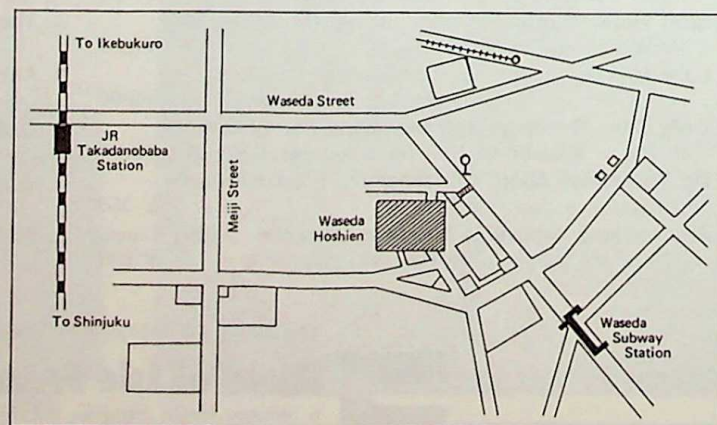 To Ikebukuro
Waseda Street
JR
Takadanobaba
Station
Meiji Street
Waseda
Hoshien
To Shinjuku
Waseda
Subway
Station